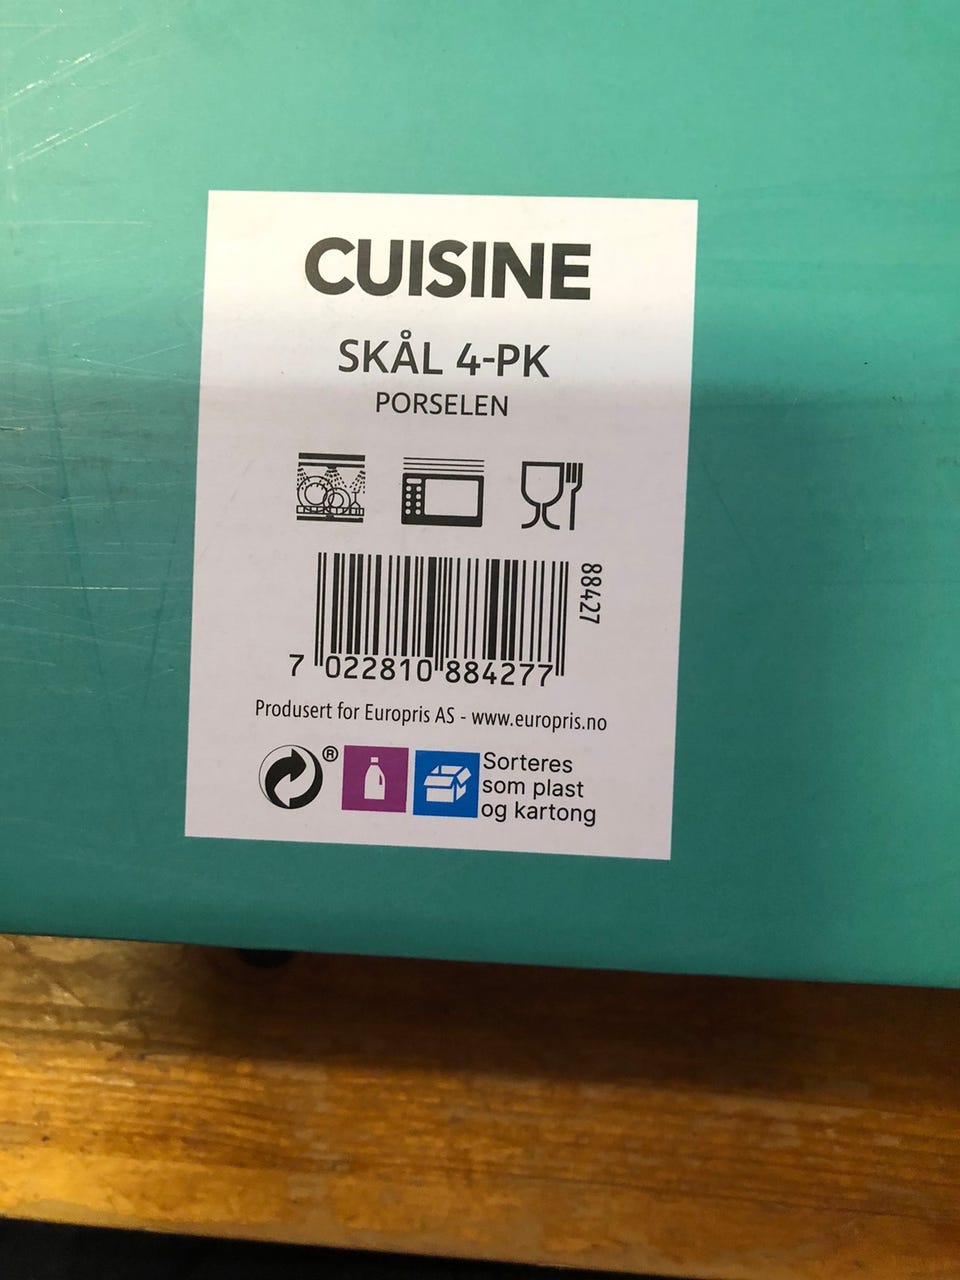 CUISINE
SKÅL 4-PK
PORSELEN
88427
7 022810 884277
Produsert for Europris AS - www.europris.no
®
Sorteres
som plast
og kartong